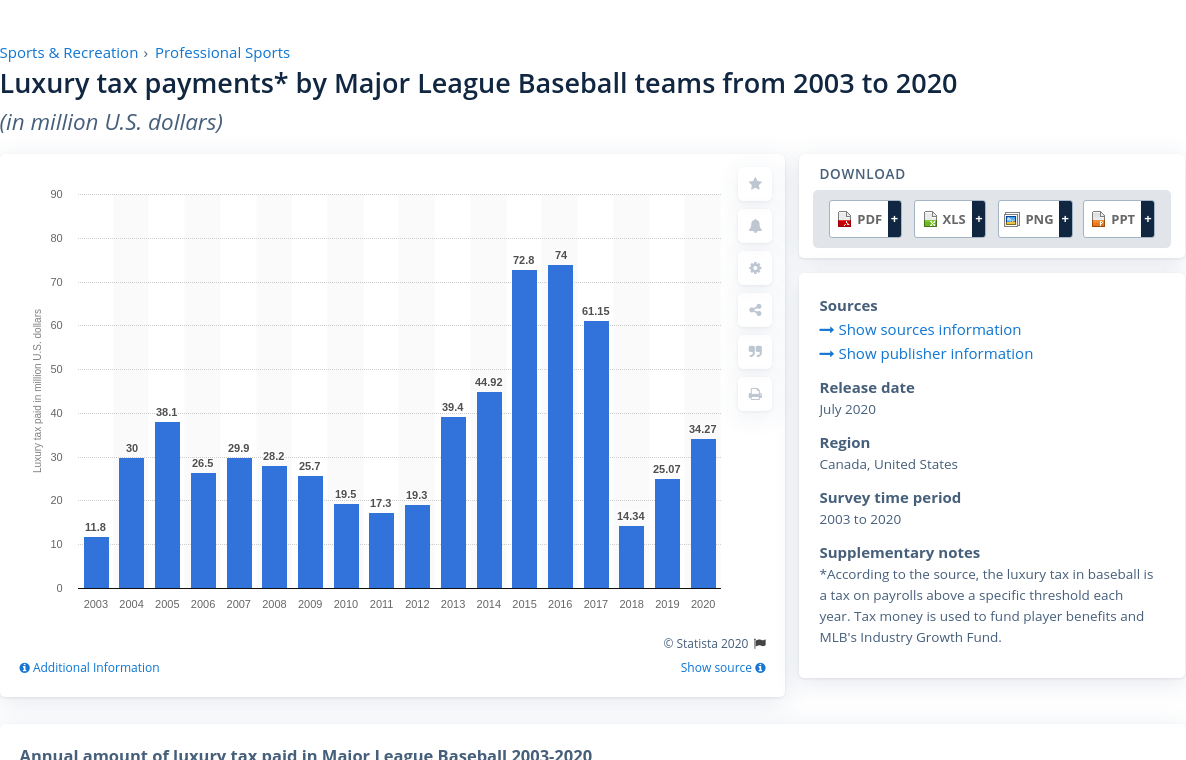 Sports & Recreation › Professional Sports
Luxury tax payments* by Major League Baseball teams from 2003 to 2020
(in million U.S. dollars)
90
80
70
60
50
40
30
20
10
0
Luxury tax paid in million U.S. dollars
11.8
30
38.1
26.5
29.9
28.2
25.7
19.5
17.3
19.3
39.4
44.92
72.8
74
61.15
14.34
25.07
34.27
2003 2004 2005 2006 2007 2008 2009 2010 2011 2012 2013 2014 2015 2016 2017 2018 2019 2020
© Statista 2020
Additional Information
Show source
DOWNLOAD
PDF + XLS + PNG + PPT +
Sources
Show sources information
Show publisher information
Release date
July 2020
Region
Canada, United States
Survey time period
2003 to 2020
Supplementary notes
*According to the source, the luxury tax in baseball is
a tax on payrolls above a specific threshold each
year. Tax money is used to fund player benefits and
MLB's Industry Growth Fund.
Annual amount of luxury tax paid in Major League Baseball 2003-2020